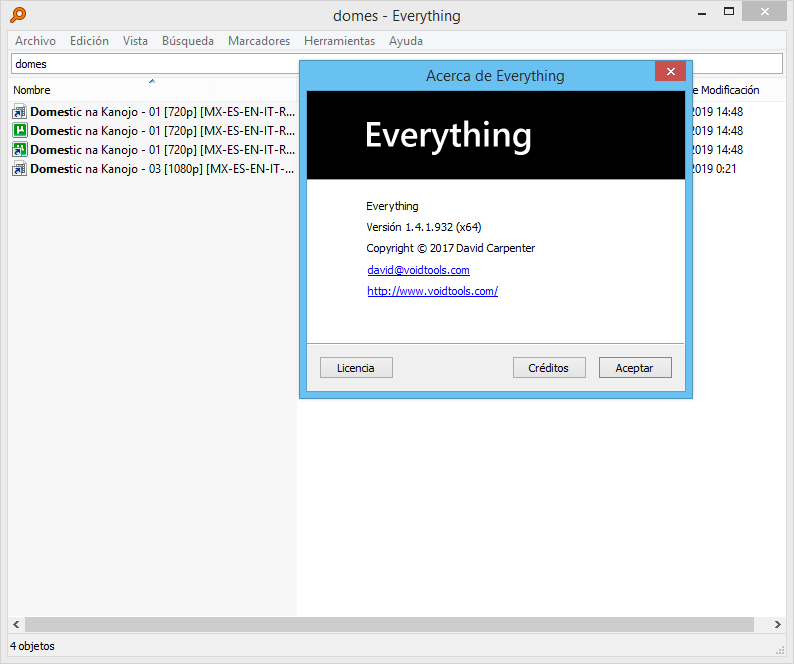 domes - Everything
Archivo Edición Vista Búsqueda Marcadores Herramientas Ayuda
domes
Nombre
e Modificación
Domestic na Kanojo - 01 [720p] [MX-ES-EN-IT-R...
2019 14:48
Domestic na Kanojo - 01 [720p] [MX-ES-EN-IT-R...
2019 14:48
Domestic na Kanojo - 01 [720p] [MX-ES-EN-IT-R...
2019 14:48
Domestic na Kanojo - 03 [1080p] [MX-ES-EN-IT-...
2019 0:21
Acerca de Everything
Everything
Everything
Versión 1.4.1.932 (x64)
Copyright © 2017 David Carpenter
david@voidtools.com
http://www.voidtools.com/
Licencia Créditos Aceptar
4 objetos